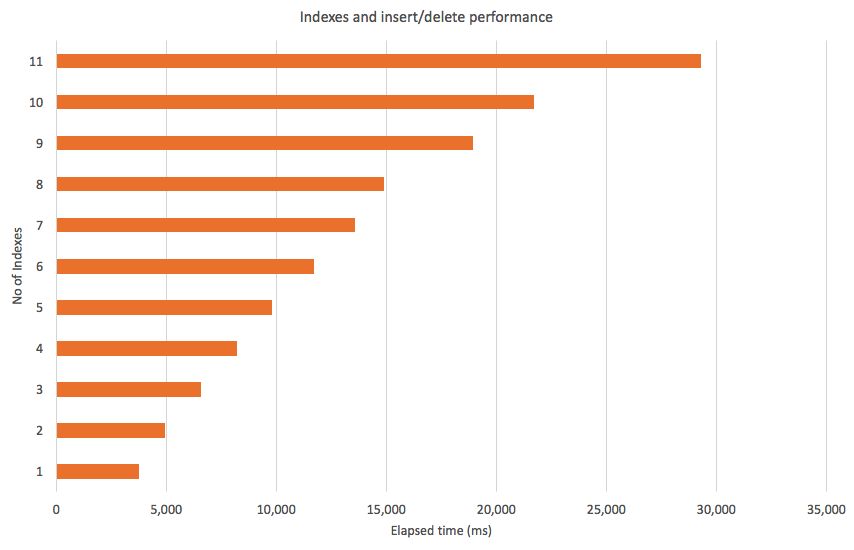 Indexes and insert/delete performance
No of Indexes
11
10
9
8
7
6
5
4
3
2
1
0 5,000 10,000 15,000 20,000 25,000 30,000 35,000
Elapsed time (ms)